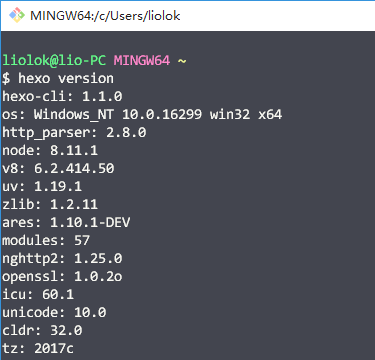 MINGW64:/c/Users/liolok
liolok@lio-PC MINGW64 ~
$ hexo version
hexo-cli: 1.1.0
os: Windows_NT 10.0.16299 win32 x64
http_parser: 2.8.0
node: 8.11.1
v8: 6.2.414.50
uv: 1.19.1
zlib: 1.2.11
ares: 1.10.1-DEV
modules: 57
nghttp2: 1.25.0
openssl: 1.0.2o
icu: 60.1
unicode: 10.0
cldr: 32.0
tz: 2017c